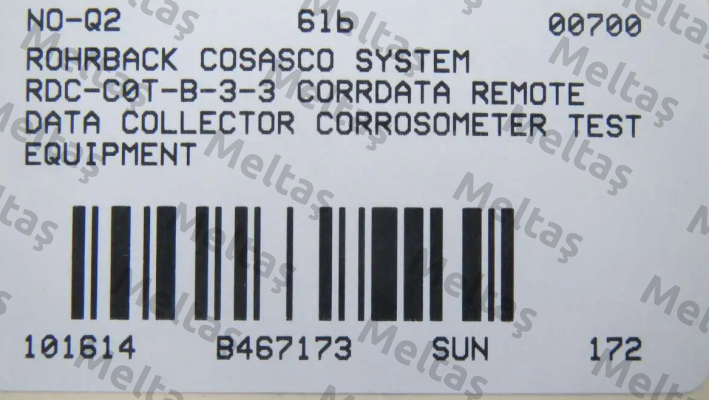 NO-Q2 61b 00700
ROHRBACK COSASCO SYSTEM
RDC-C0T-B-3-3 CORRDATA REMOTE
DATA COLLECTOR CORROSOMETER TEST
EQUIPMENT
101614 B467173 SUN 172
Meltaş